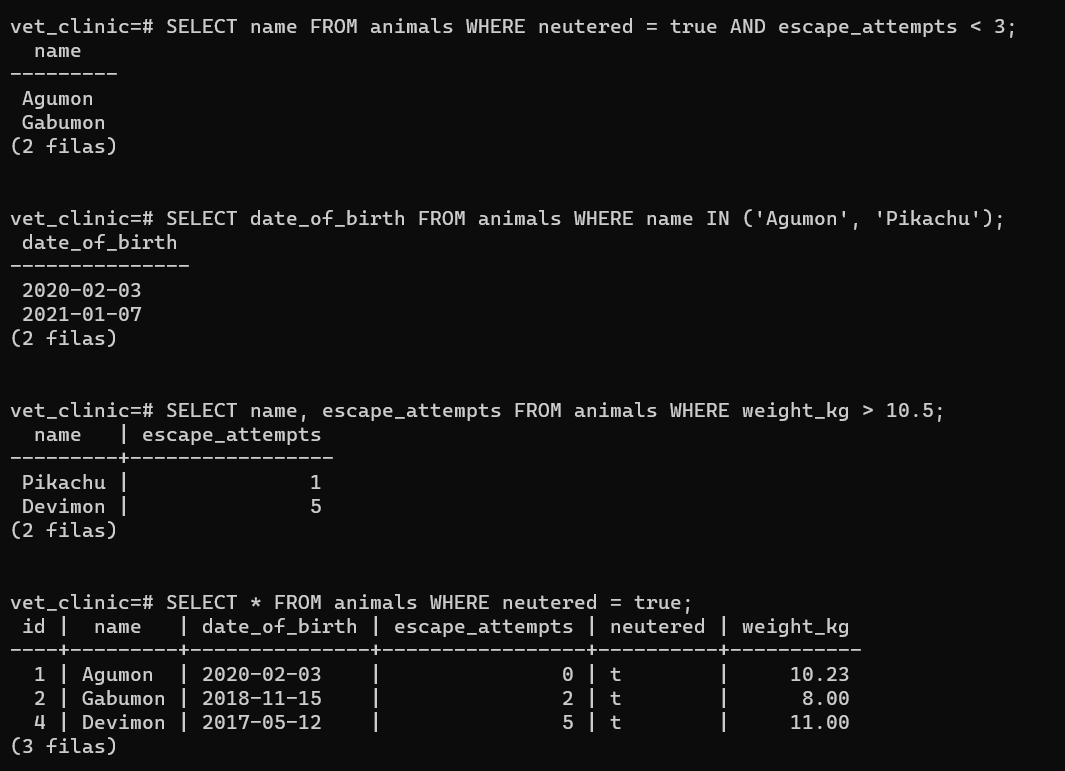 vet_clinic=# SELECT name FROM animals WHERE neutered = true AND escape_attempts < 3;
  name
---------
 Agumon
 Gabumon
(2 filas)
vet_clinic=# SELECT date_of_birth FROM animals WHERE name IN ('Agumon', 'Pikachu');
 date_of_birth
---------------
 2020-02-03
 2021-01-07
(2 filas)
vet_clinic=# SELECT name, escape_attempts FROM animals WHERE weight_kg > 10.5;
  name   | escape_attempts
---------+-----------------
 Pikachu |               1
 Devimon |               5
(2 filas)
vet_clinic=# SELECT * FROM animals WHERE neutered = true;
 id |  name   | date_of_birth | escape_attempts | neutered | weight_kg
----+---------+---------------+-----------------+----------+-----------
  1 | Agumon  | 2020-02-03    |               0 | t        |     10.23
  2 | Gabumon | 2018-11-15    |               2 | t        |      8.00
  4 | Devimon | 2017-05-12    |               5 | t        |     11.00
(3 filas)